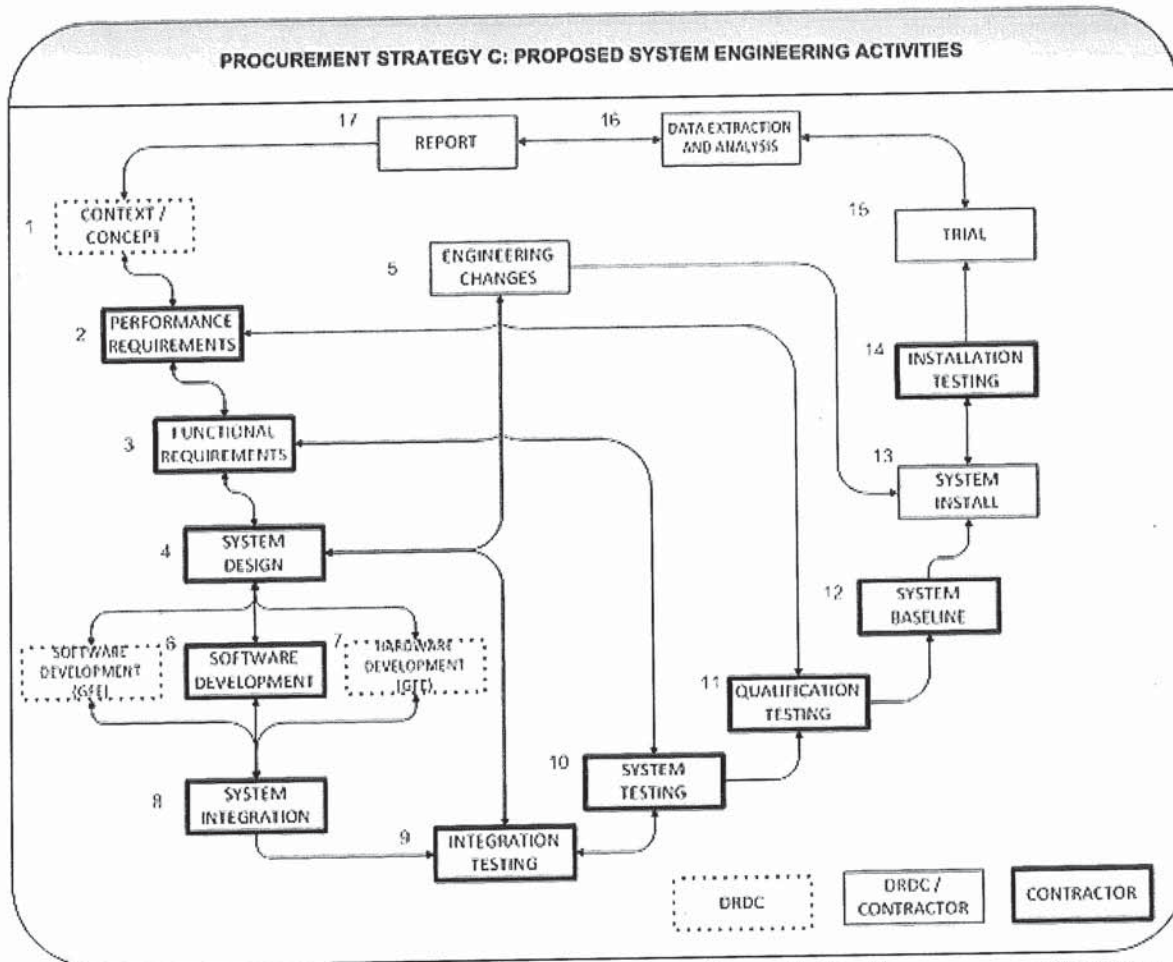 PROCUREMENT STRATEGY C: PROPOSED SYSTEM ENGINEERING ACTIVITIES
17
REPORT
16
DATA EXTRACTION
AND ANALYSIS
1
CONTEXT /
CONCEPT
15
TRIAL
5
ENGINEERING
CHANGES
2
PERFORMANCE
REQUIREMENTS
14
INSTALLATION
TESTING
3
FUNCTIONAL
REQUIREMENTS
13
SYSTEM
INSTALL
4
SYSTEM
DESIGN
12
SYSTEM
BASELINE
SOFTWARE
DEVELOPMENT
(GFE)
6
SOFTWARE
DEVELOPMENT
7
HARDWARE
DEVELOPMENT
(GFE)
11
QUALIFICATION
TESTING
10
SYSTEM
TESTING
8
SYSTEM
INTEGRATION
9
INTEGRATION
TESTING
DRDC
DRDC /
CONTRACTOR
CONTRACTOR